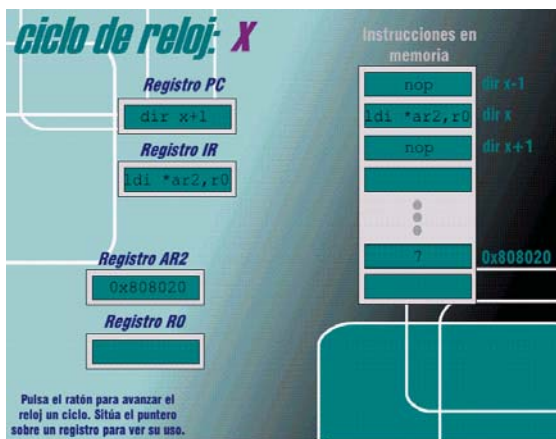 ciclo de reloj: X
Instrucciones en
memoria
Registro PC
dir x+1
Registro IR
ldi *ar2,r0
Registro AR2
0x808020
Registro R0
nop
dir x-1
ldi *ar2,r0
dir x
nop
dir x+1
7
0x808020
Pulsa el ratón para avanzar el
reloj un ciclo. Sitúa el puntero
sobre un registro para ver su uso.